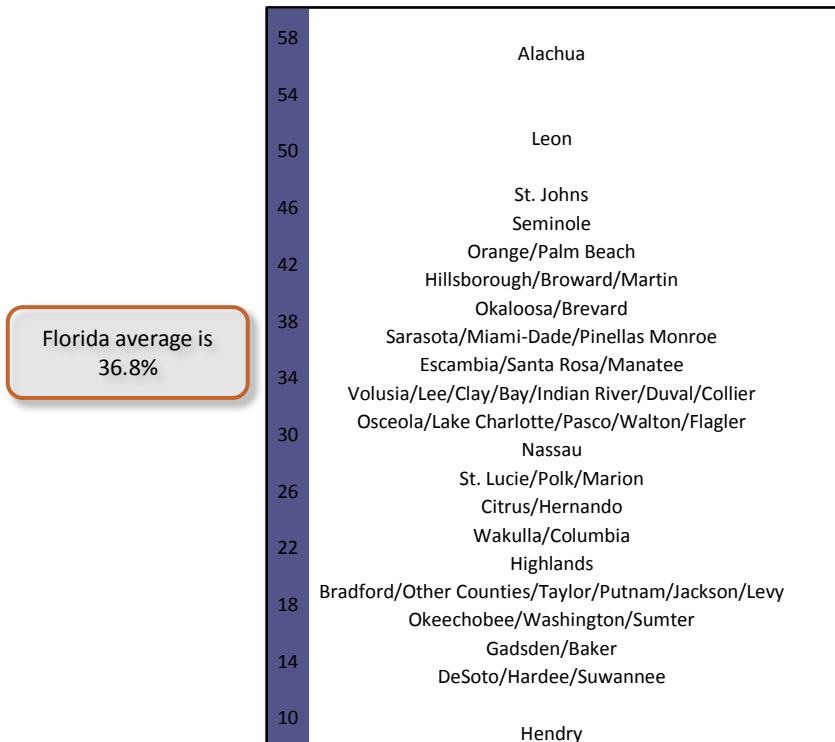 58
Alachua
54
Leon
50
St. Johns
46
Seminole
Orange/Palm Beach
42
Hillsborough/Broward/Martin
Okaloosa/Brevard
38
Florida average is
36.8%
Sarasota/Miami-Dade/Pinellas Monroe
Escambia/Santa Rosa/Manatee
34
Volusia/Lee/Clay/Bay/Indian River/Duval/Collier
Osceola/Lake Charlotte/Pasco/Walton/Flagler
30
Nassau
St. Lucie/Polk/Marion
26
Citrus/Hernando
Wakulla/Columbia
22
Highlands
Bradford/Other Counties/Taylor/Putnam/Jackson/Levy
18
Okeechobee/Washington/Sumter
Gadsden/Baker
14
DeSoto/Hardee/Suwannee
10
Hendry